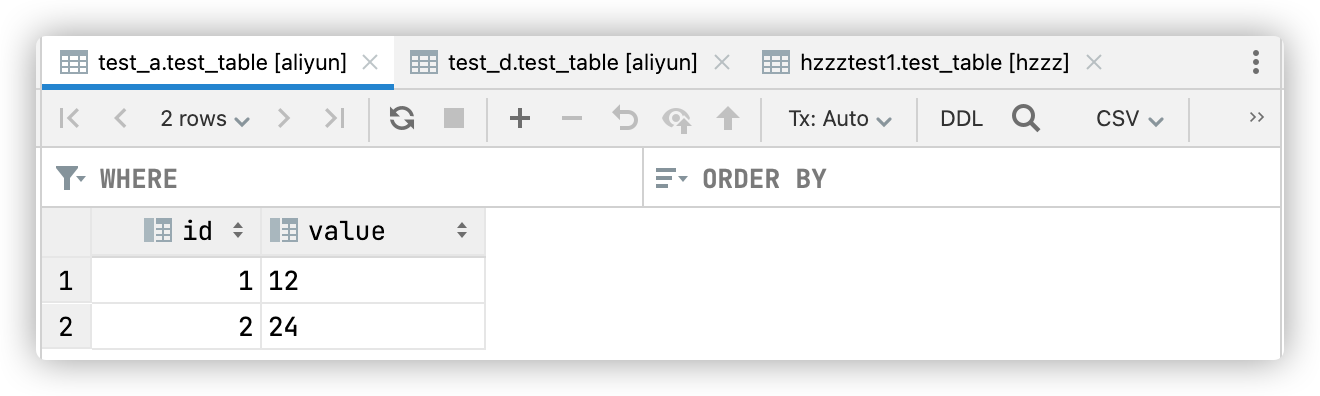 test_a.test_table [aliyun] test_d.test_table [aliyun] hzzztest1.test_table [hzzz]
2 rows Tx: Auto DDL CSV
WHERE ORDER BY
id value
1 1 12
2 2 24